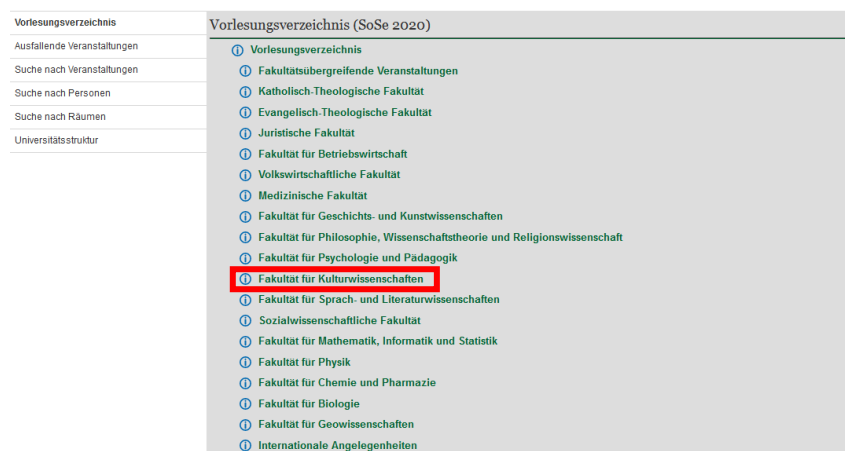 Vorlesungsverzeichnis
Ausfallende Veranstaltungen
Suche nach Veranstaltungen
Suche nach Personen
Suche nach Räumen
Universitätsstruktur
Vorlesungsverzeichnis (SoSe 2020)
Vorlesungsverzeichnis
Fakultätsübergreifende Veranstaltungen
Katholisch-Theologische Fakultät
Evangelisch-Theologische Fakultät
Juristische Fakultät
Fakultät für Betriebswirtschaft
Volkswirtschaftliche Fakultät
Medizinische Fakultät
Fakultät für Geschichts- und Kunstwissenschaften
Fakultät für Philosophie, Wissenschaftstheorie und Religionswissenschaft
Fakultät für Psychologie und Pädagogik
Fakultät für Kulturwissenschaften
Fakultät für Sprach- und Literaturwissenschaften
Sozialwissenschaftliche Fakultät
Fakultät für Mathematik, Informatik und Statistik
Fakultät für Physik
Fakultät für Chemie und Pharmazie
Fakultät für Biologie
Fakultät für Geowissenschaften
Internationale Angelegenheiten